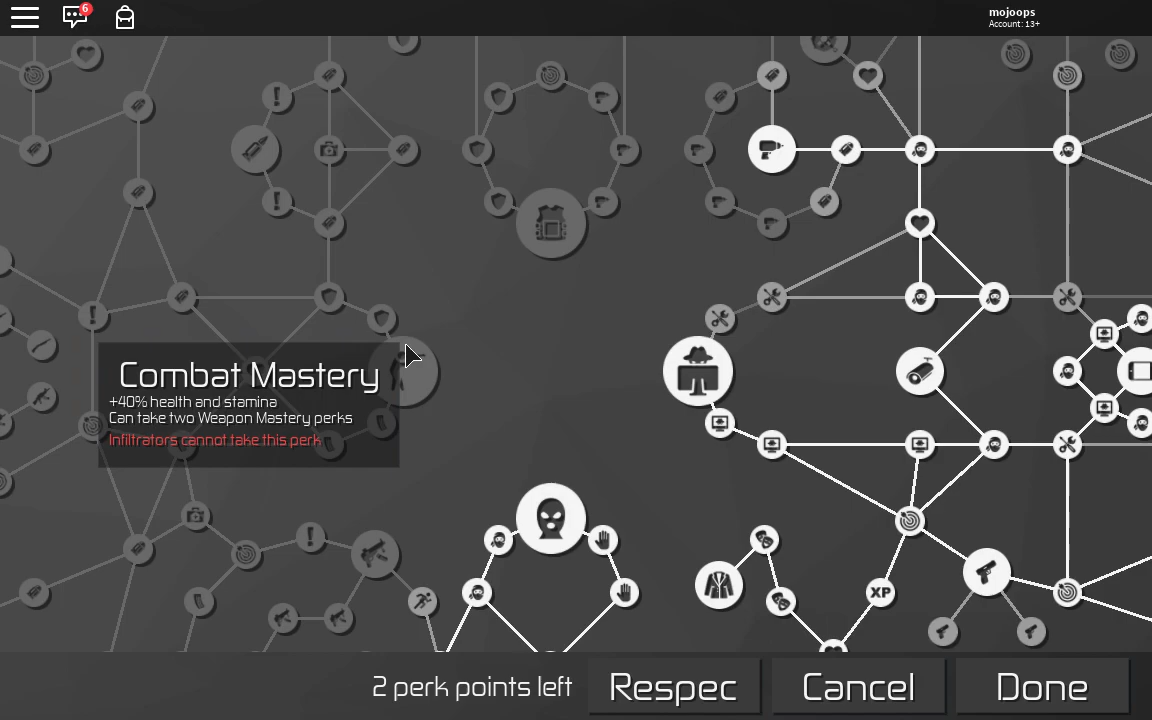 6
mojoops
Account: 13+
Combat Mastery
+40% health and stamina
Can take two Weapon Mastery perks
Infiltrators cannot take this perk
XP
2 perk points left
Respec
Cancel
Done